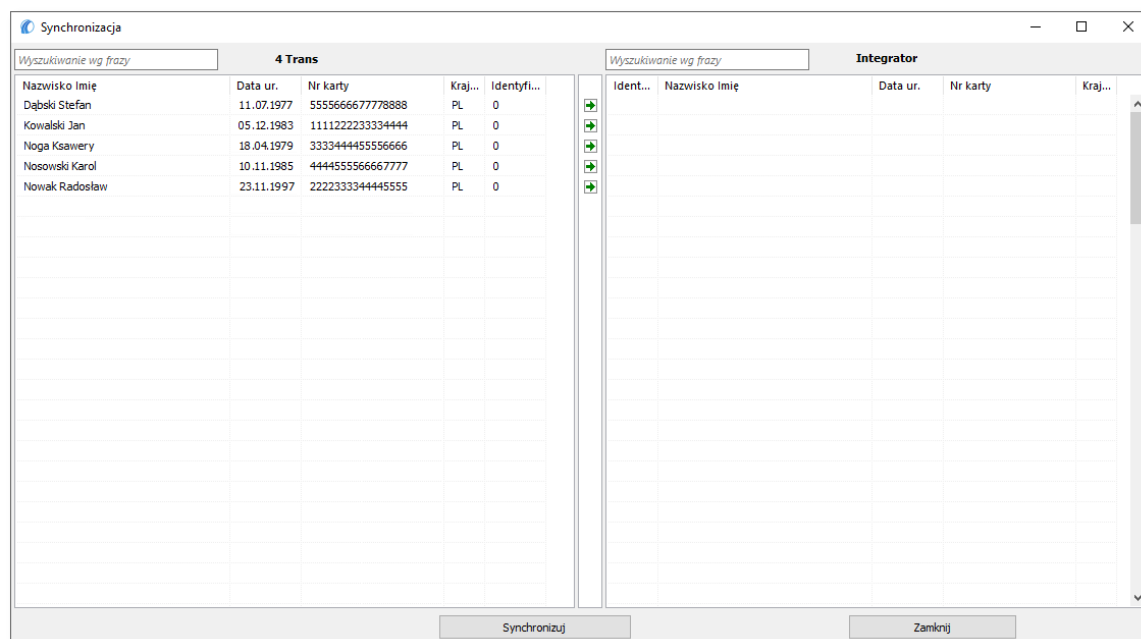 Synchronizacja
Wyszukiwanie wg frazy 4 Trans Wyszukiwanie wg frazy Integrator
Nazwisko Imię Data ur. Nr karty Kraj... Identyfi... Ident... Nazwisko Imię Data ur. Nr karty Kraj...
Dąbski Stefan 11.07.1977 5555666677778888 PL 0
Kowalski Jan 05.12.1983 1111222233334444 PL 0
Noga Ksawery 18.04.1979 3333444455556666 PL 0
Nosowski Karol 10.11.1985 4444555566667777 PL 0
Nowak Radosław 23.11.1997 2222333344445555 PL 0
Synchronizuj Zamknij